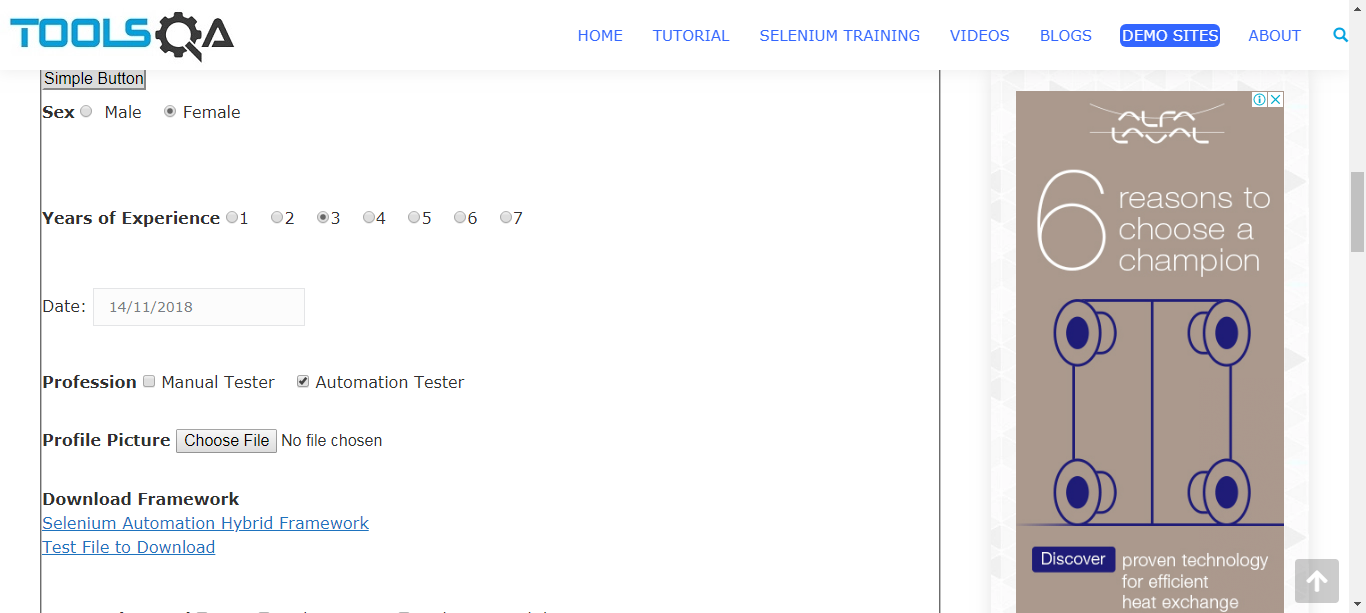 TOOLSQA
HOME TUTORIAL SELENIUM TRAINING VIDEOS BLOGS DEMO SITES ABOUT
Simple Button
Sex Male Female
Years of Experience 1 2 3 4 5 6 7
Date: 14/11/2018
Profession Manual Tester Automation Tester
Profile Picture Choose File No file chosen
Download Framework
Selenium Automation Hybrid Framework
Test File to Download
ALFA
LAVAL
6 reasons to
choose a
champion
Discover proven technology
for efficient
heat exchange